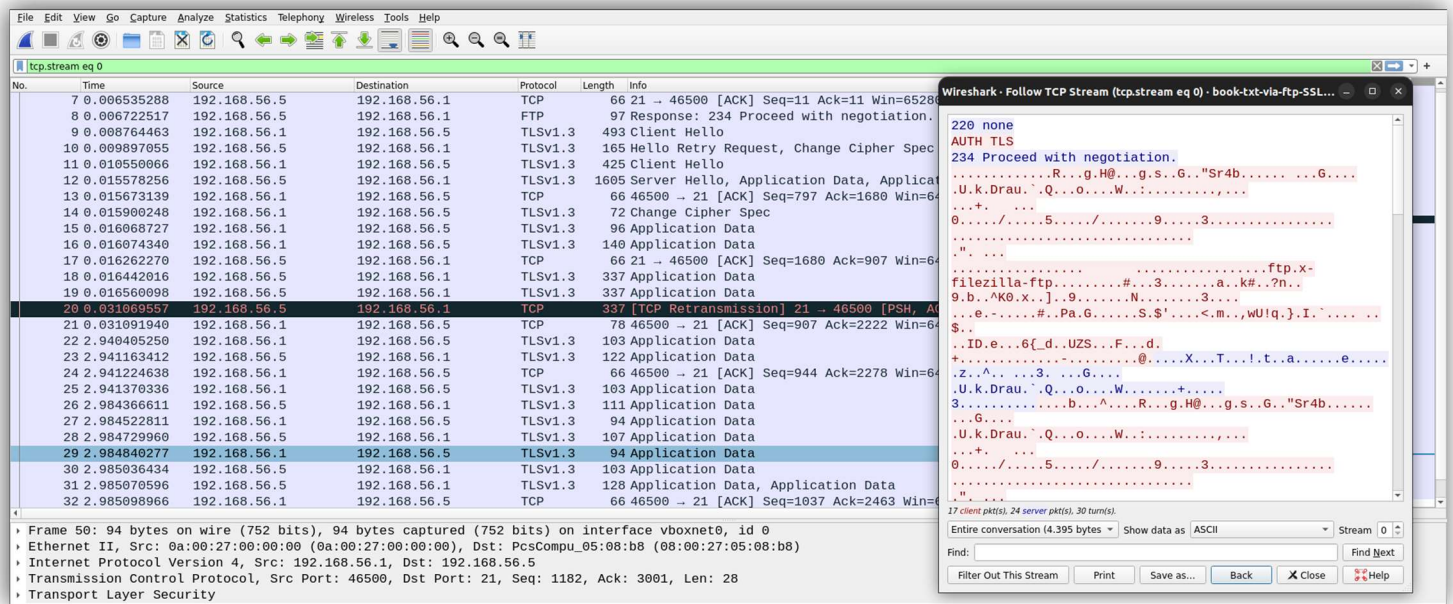 File Edit View Go Capture Analyze Statistics Telephony Wireless Tools Help
tcp.stream eq 0
No. Time Source Destination Protocol Length Info
7 0.006535288 192.168.56.5 192.168.56.1 TCP 66 21 → 46500 [ACK] Seq=11 Ack=11 Win=65280
8 0.006722517 192.168.56.5 192.168.56.1 FTP 97 Response: 234 Proceed with negotiation.
9 0.008764463 192.168.56.1 192.168.56.5 TLSv1.3 493 Client Hello
10 0.009897055 192.168.56.5 192.168.56.1 TLSv1.3 165 Hello Retry Request, Change Cipher Spec
11 0.010550066 192.168.56.1 192.168.56.5 TLSv1.3 425 Client Hello
12 0.015578256 192.168.56.5 192.168.56.1 TLSv1.3 1605 Server Hello, Application Data, Applicat
13 0.015673139 192.168.56.1 192.168.56.5 TCP 66 46500 → 21 [ACK] Seq=797 Ack=1680 Win=64
14 0.015900248 192.168.56.1 192.168.56.5 TLSv1.3 72 Change Cipher Spec
15 0.016068727 192.168.56.1 192.168.56.5 TLSv1.3 96 Application Data
16 0.016074340 192.168.56.1 192.168.56.5 TLSv1.3 140 Application Data
17 0.016262270 192.168.56.5 192.168.56.1 TCP 66 21 → 46500 [ACK] Seq=1680 Ack=907 Win=64
18 0.016442016 192.168.56.5 192.168.56.1 TLSv1.3 337 Application Data
19 0.016560098 192.168.56.5 192.168.56.1 TLSv1.3 337 Application Data
20 0.031069557 192.168.56.5 192.168.56.1 TCP 337 [TCP Retransmission] 21 → 46500 [PSH, AC
21 0.031091940 192.168.56.1 192.168.56.5 TCP 78 46500 → 21 [ACK] Seq=907 Ack=2222 Win=64
22 2.940405250 192.168.56.1 192.168.56.5 TLSv1.3 103 Application Data
23 2.941163412 192.168.56.5 192.168.56.1 TLSv1.3 122 Application Data
24 2.941224638 192.168.56.1 192.168.56.5 TCP 66 46500 → 21 [ACK] Seq=944 Ack=2278 Win=64
25 2.941370336 192.168.56.1 192.168.56.5 TLSv1.3 103 Application Data
26 2.984366611 192.168.56.5 192.168.56.1 TLSv1.3 111 Application Data
27 2.984522811 192.168.56.1 192.168.56.5 TLSv1.3 94 Application Data
28 2.984729960 192.168.56.5 192.168.56.1 TLSv1.3 107 Application Data
29 2.984840277 192.168.56.1 192.168.56.5 TLSv1.3 94 Application Data
30 2.985036434 192.168.56.5 192.168.56.1 TLSv1.3 103 Application Data
31 2.985070596 192.168.56.5 192.168.56.1 TLSv1.3 128 Application Data, Application Data
32 2.985098966 192.168.56.1 192.168.56.5 TCP 66 46500 → 21 [ACK] Seq=1037 Ack=2463 Win=6
Frame 50: 94 bytes on wire (752 bits), 94 bytes captured (752 bits) on interface vboxnet0, id 0
Ethernet II, Src: 0a:00:27:00:00:00 (0a:00:27:00:00:00), Dst: PcsCompu_05:08:b8 (08:00:27:05:08:b8)
Internet Protocol Version 4, Src: 192.168.56.1, Dst: 192.168.56.5
Transmission Control Protocol, Src Port: 46500, Dst Port: 21, Seq: 1182, Ack: 3001, Len: 28
Transport Layer Security
Wireshark · Follow TCP Stream (tcp.stream eq 0) · book-txt-via-ftp-SSL...
220 none
AUTH TLS
234 Proceed with negotiation.
.............R...g.H@...g.s..G.."Sr4b...... ...G....
.U.k.Drau.`.Q...o....W..:.........,...
...+. ...
0...../.....5...../.......9.....3................
................................
.". ...
................. .................ftp.x-
filezilla-ftp.........#...3.......a..k#..?n..
9.b..^K0.x..]..9.......N........3....
...e.-.....#..Pa.G......S.$'....<.m..,wU!q.}.I.`.... ..
$..
..ID.e...6{_d..UZS...F...d.
+............-.........@.....X...T...!.t..a......e.....
.z..^.. ...3. ...G....
.U.k.Drau.`.Q...o....W.......+.....
3..............b...^....R...g.H@...g.s..G.."Sr4b......
...G....
.U.k.Drau.`.Q...o....W..:.........,...
...+. ...
0...../.....5...../.......9.....3................
................................
.". ...
17 client pkt(s), 24 server pkt(s), 30 turn(s).
Entire conversation (4.395 bytes Show data as ASCII Stream 0
Find: Find Next
Filter Out This Stream Print Save as... Back Close Help